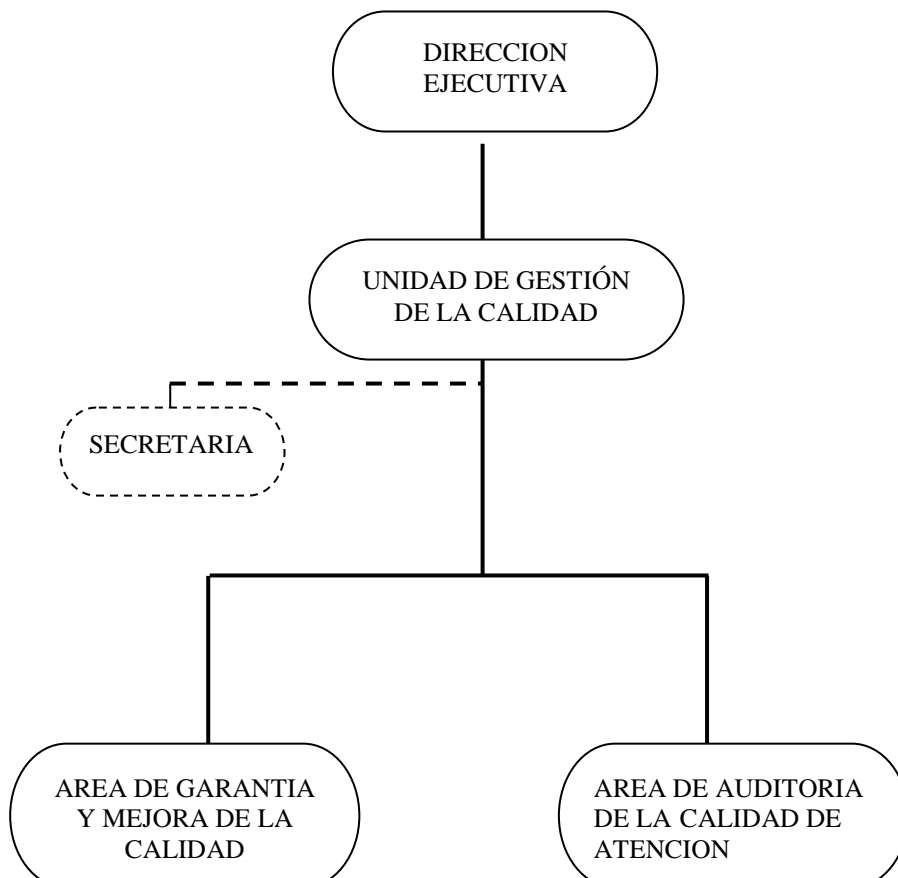 DIRECCION
EJECUTIVA
UNIDAD DE GESTIÓN
DE LA CALIDAD
SECRETARIA
AREA DE GARANTIA
Y MEJORA DE LA
CALIDAD
AREA DE AUDITORIA
DE LA CALIDAD DE
ATENCION